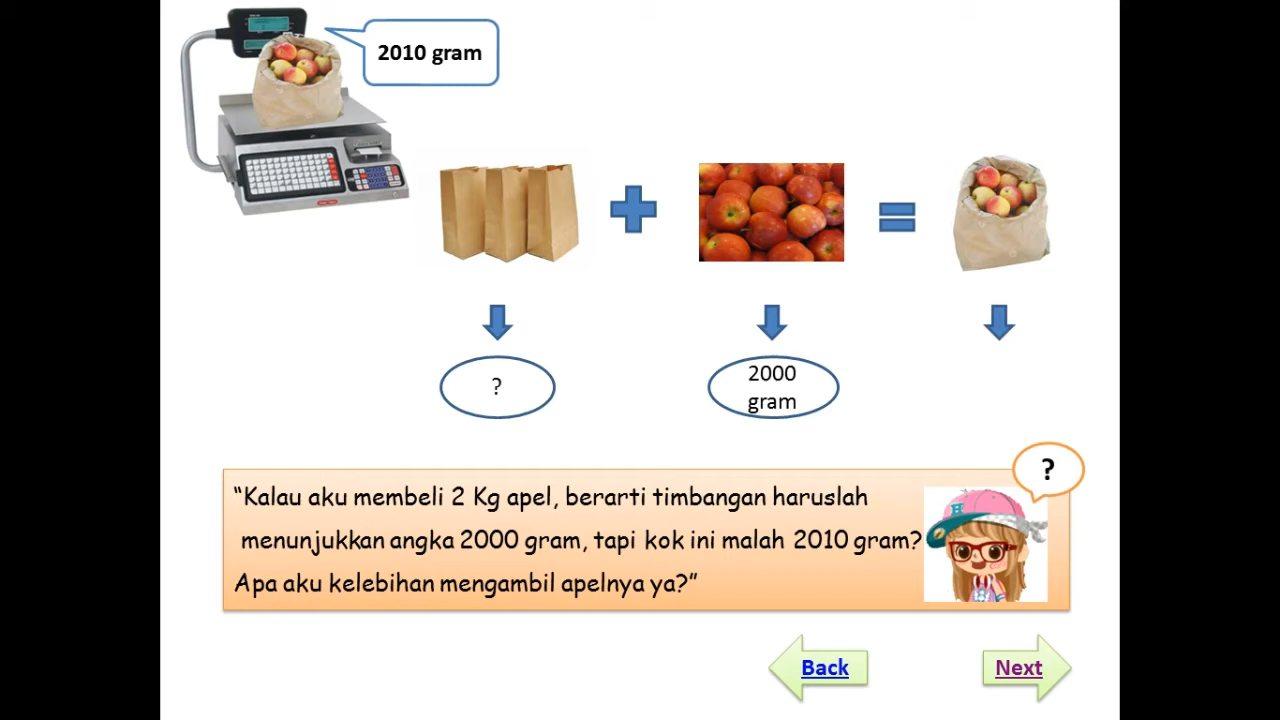 2010 gram
?
2000
gram
?
“Kalau aku membeli 2 Kg apel, berarti timbangan haruslah
menunjukkan angka 2000 gram, tapi kok ini malah 2010 gram?
Apa aku kelebihan mengambil apelnya ya?”
Back
Next